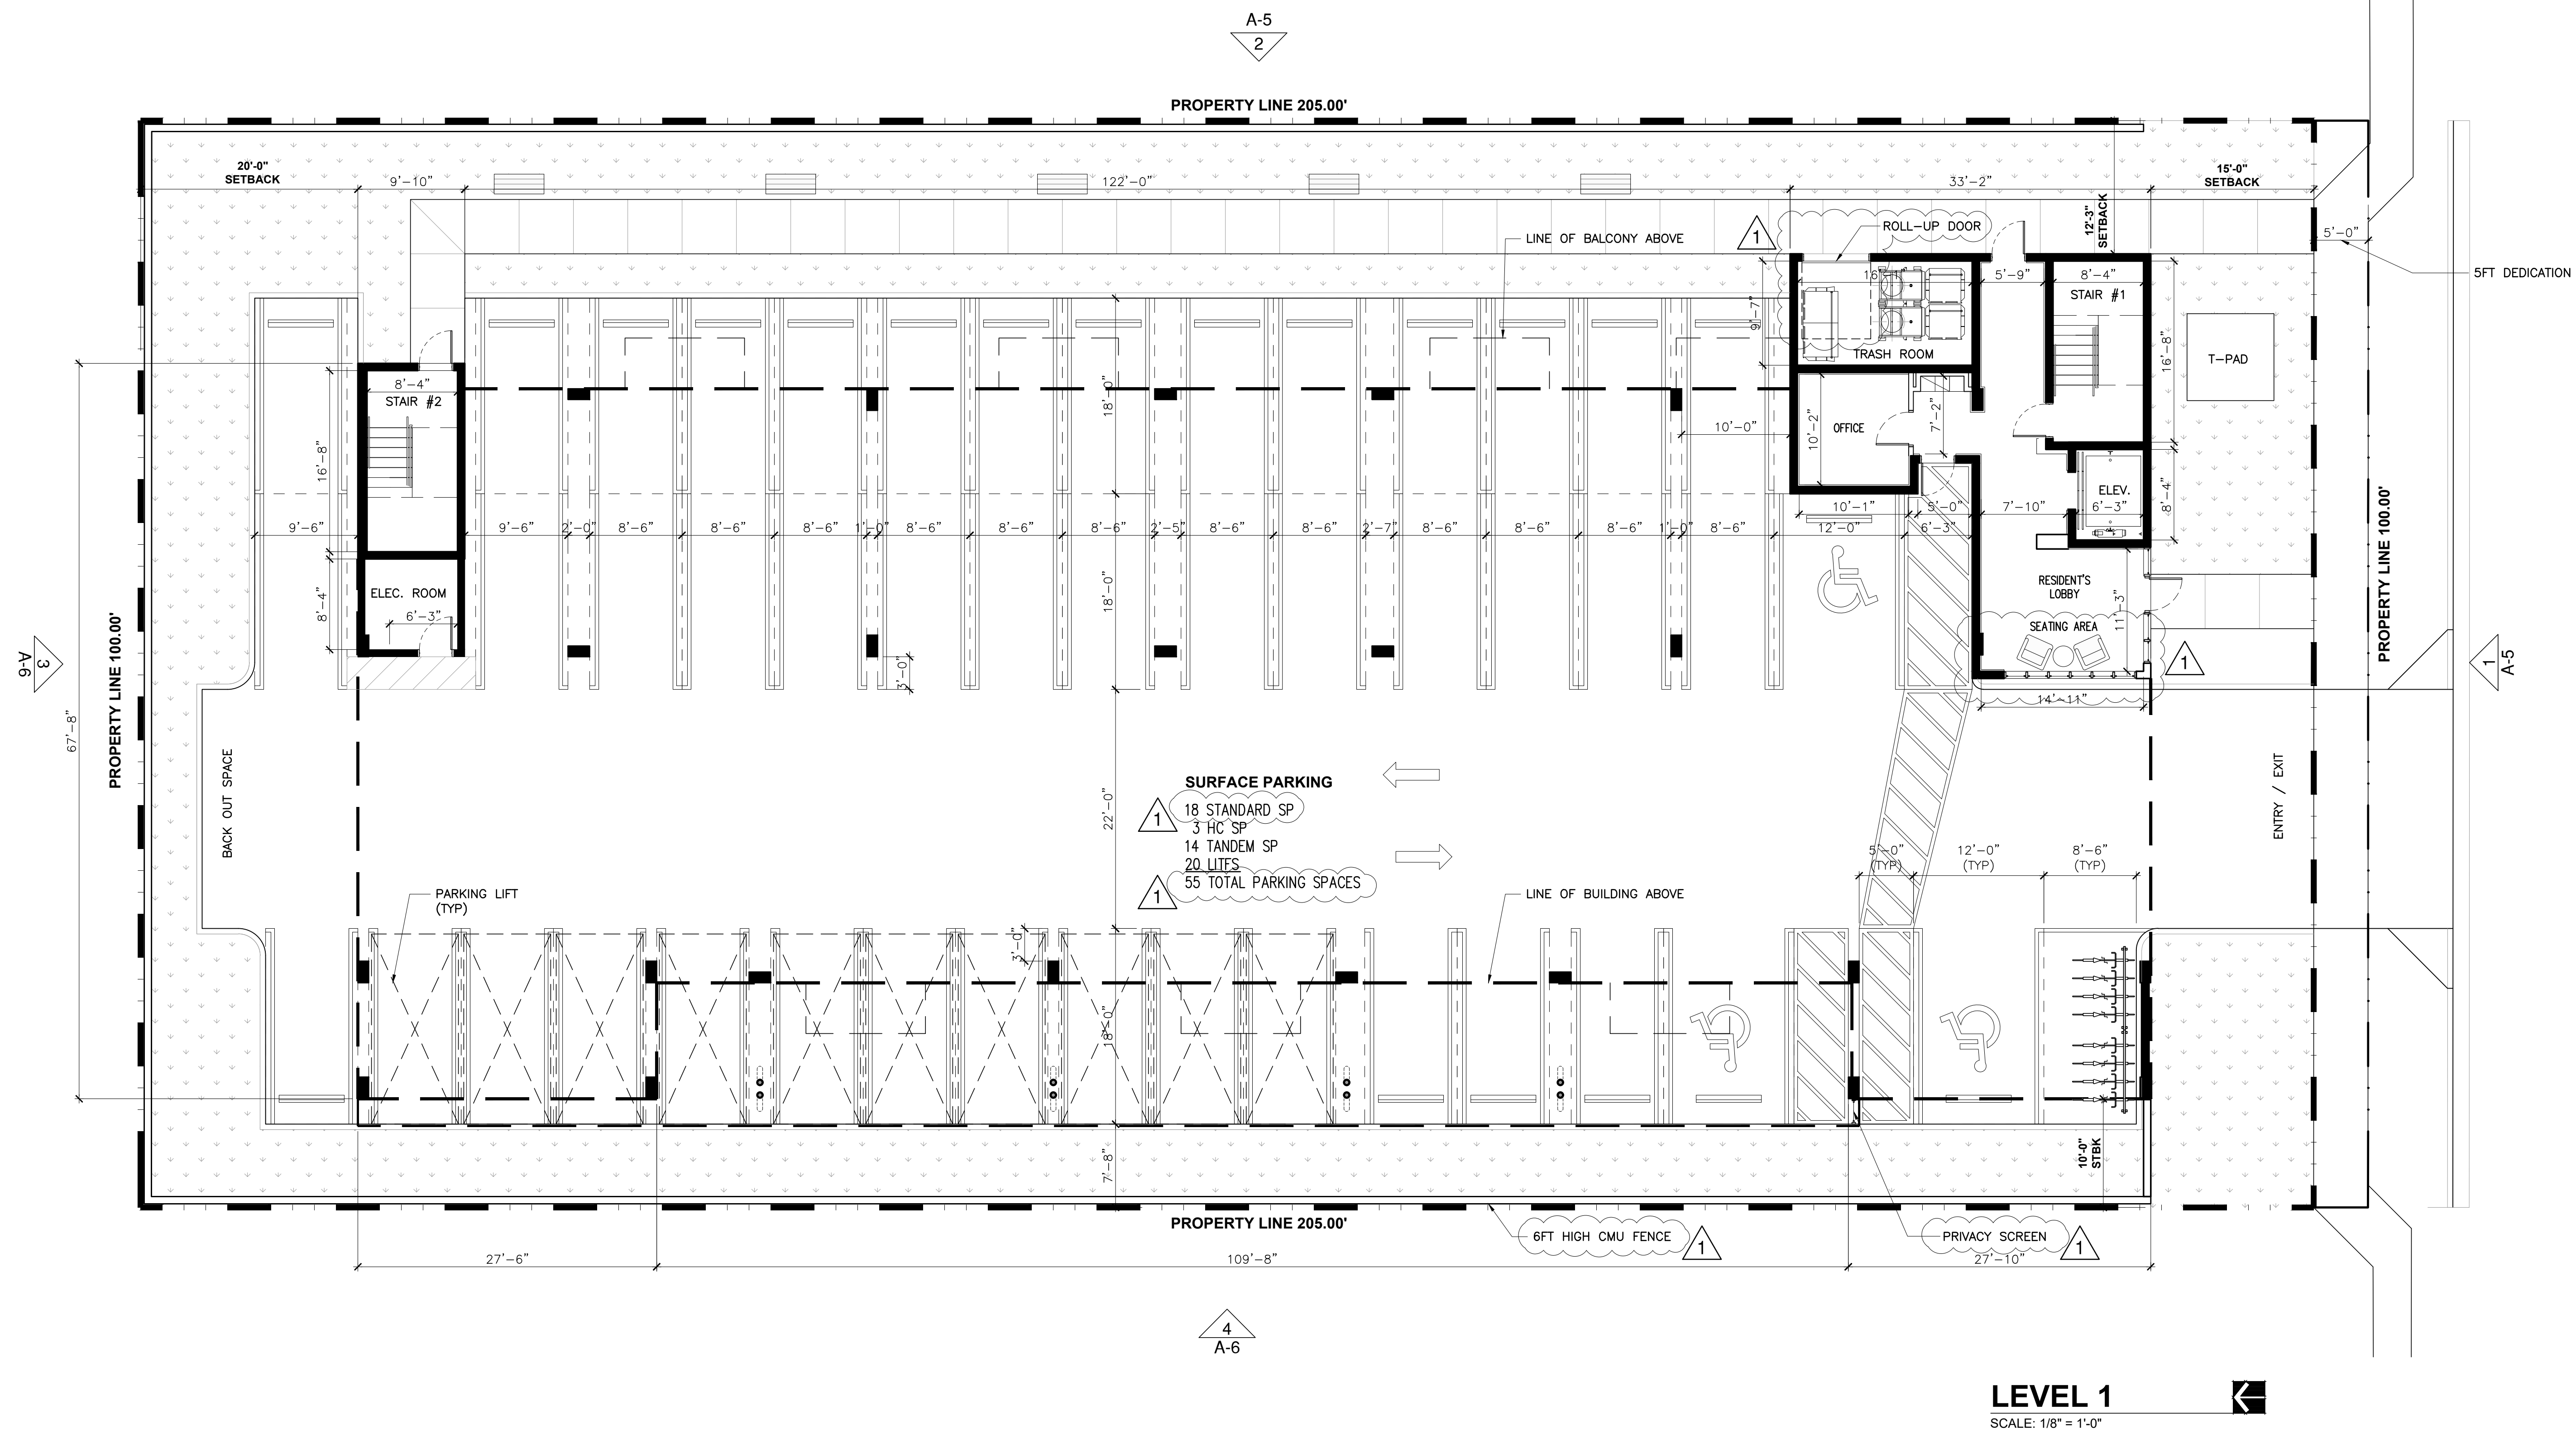 A-5
2
PROPERTY LINE 205.00'
20'-0"
SETBACK
9'-10"
122'-0"
33'-2"
15'-0"
SETBACK
12'-3"
SETBACK
5'-0"
5FT DEDICATION
LINE OF BALCONY ABOVE
1
ROLL-UP DOOR
5'-9"
8'-4"
STAIR #1
9'-7"
TRASH ROOM
16'-8"
T-PAD
8'-4"
STAIR #2
16'-8"
18'-0"
10'-0"
10'-2"
OFFICE
7'-2"
ELEV.
6'-3"
8'-4"
9'-6"
9'-6"
2'-0"
8'-6"
8'-6"
8'-6"
1'-0"
8'-6"
8'-6"
8'-6"
2'-5"
8'-6"
8'-6"
2'-7"
8'-6"
8'-6"
8'-6"
1'-0"
8'-6"
10'-1"
12'-0"
5'-0"
6'-3"
7'-10"
PROPERTY LINE 100.00'
ELEC. ROOM
8'-4"
6'-3"
18'-0"
3'-0"
RESIDENT'S
LOBBY
11'-3"
SEATING AREA
1
14'-11"
3
A-6
1
A-5
PROPERTY LINE 100.00'
67'-8"
BACK OUT SPACE
22'-0"
SURFACE PARKING
1
18 STANDARD SP
3 HC SP
14 TANDEM SP
20 LITFS
1
55 TOTAL PARKING SPACES
ENTRY / EXIT
5'-0"
(TYP)
12'-0"
(TYP)
8'-6"
(TYP)
PARKING LIFT
(TYP)
LINE OF BUILDING ABOVE
3'-0"
18'-0"
7'-8"
10'-0"
STBK
PROPERTY LINE 205.00'
6FT HIGH CMU FENCE
1
PRIVACY SCREEN
1
27'-6"
109'-8"
27'-10"
4
A-6
LEVEL 1
SCALE: 1/8" = 1'-0"